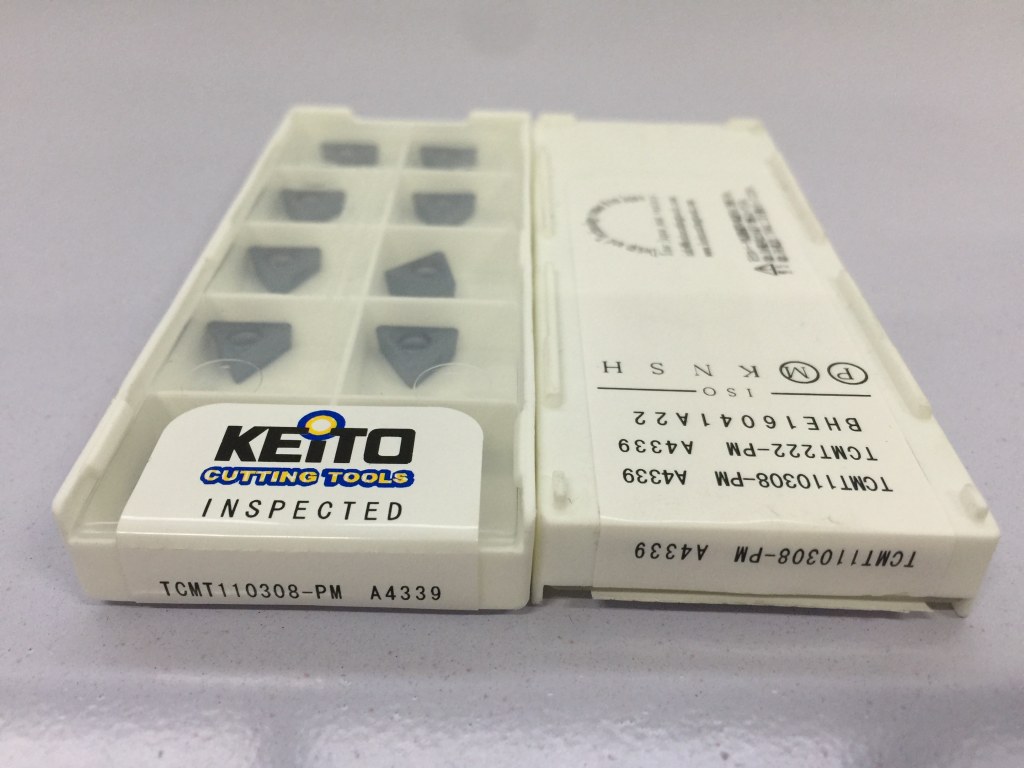 KEITO
CUTTING TOOLS
INSPECTED
TCMT110308-PM A4339
TCMT110308-PM A4339
TCMT110308-PM A4339
TCMT222-PM A4339
BHE16041A22
ISO
P M K N S H